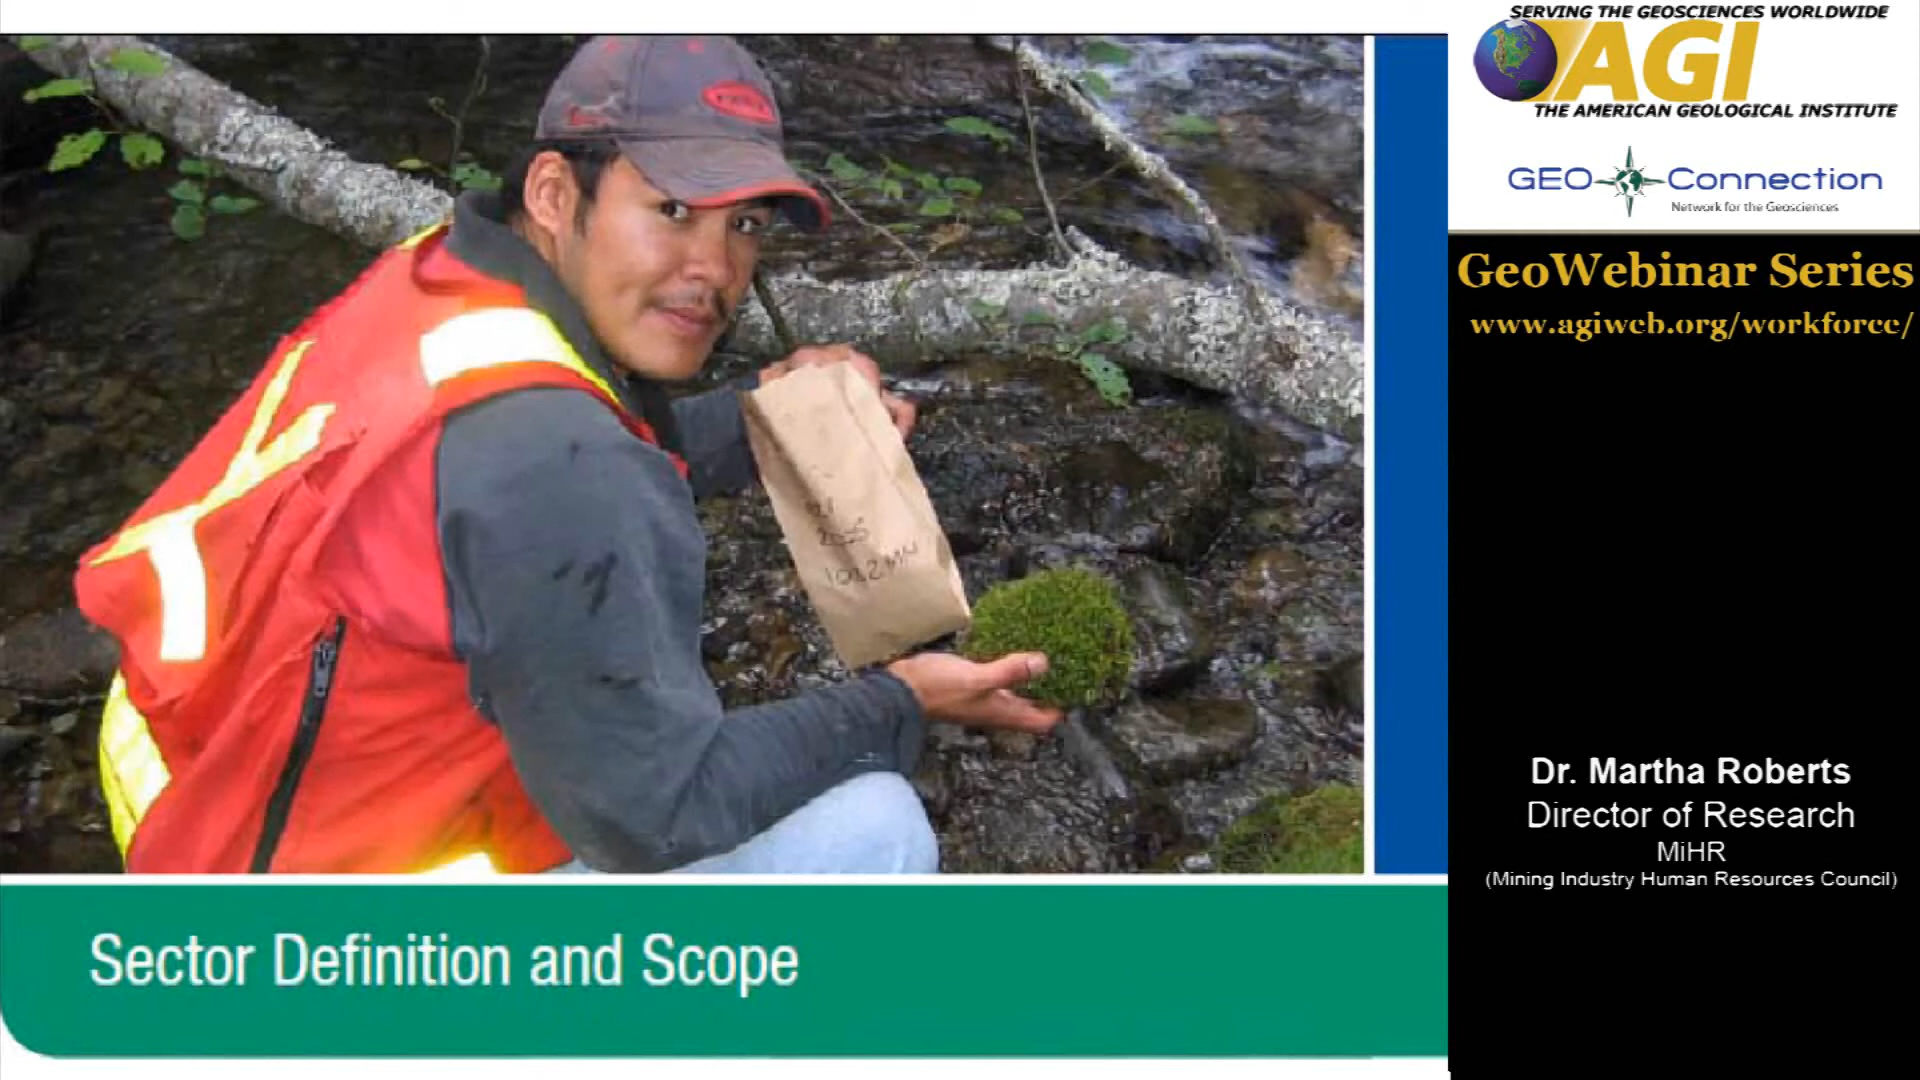 SERVING THE GEOSCIENCES WORLDWIDE
AGI
THE AMERICAN GEOLOGICAL INSTITUTE
GEO Connection
Network for the Geosciences
GeoWebinar Series
www.agiweb.org/workforce/
Dr. Martha Roberts
Director of Research
MiHR
(Mining Industry Human Resources Council)
Sector Definition and Scope